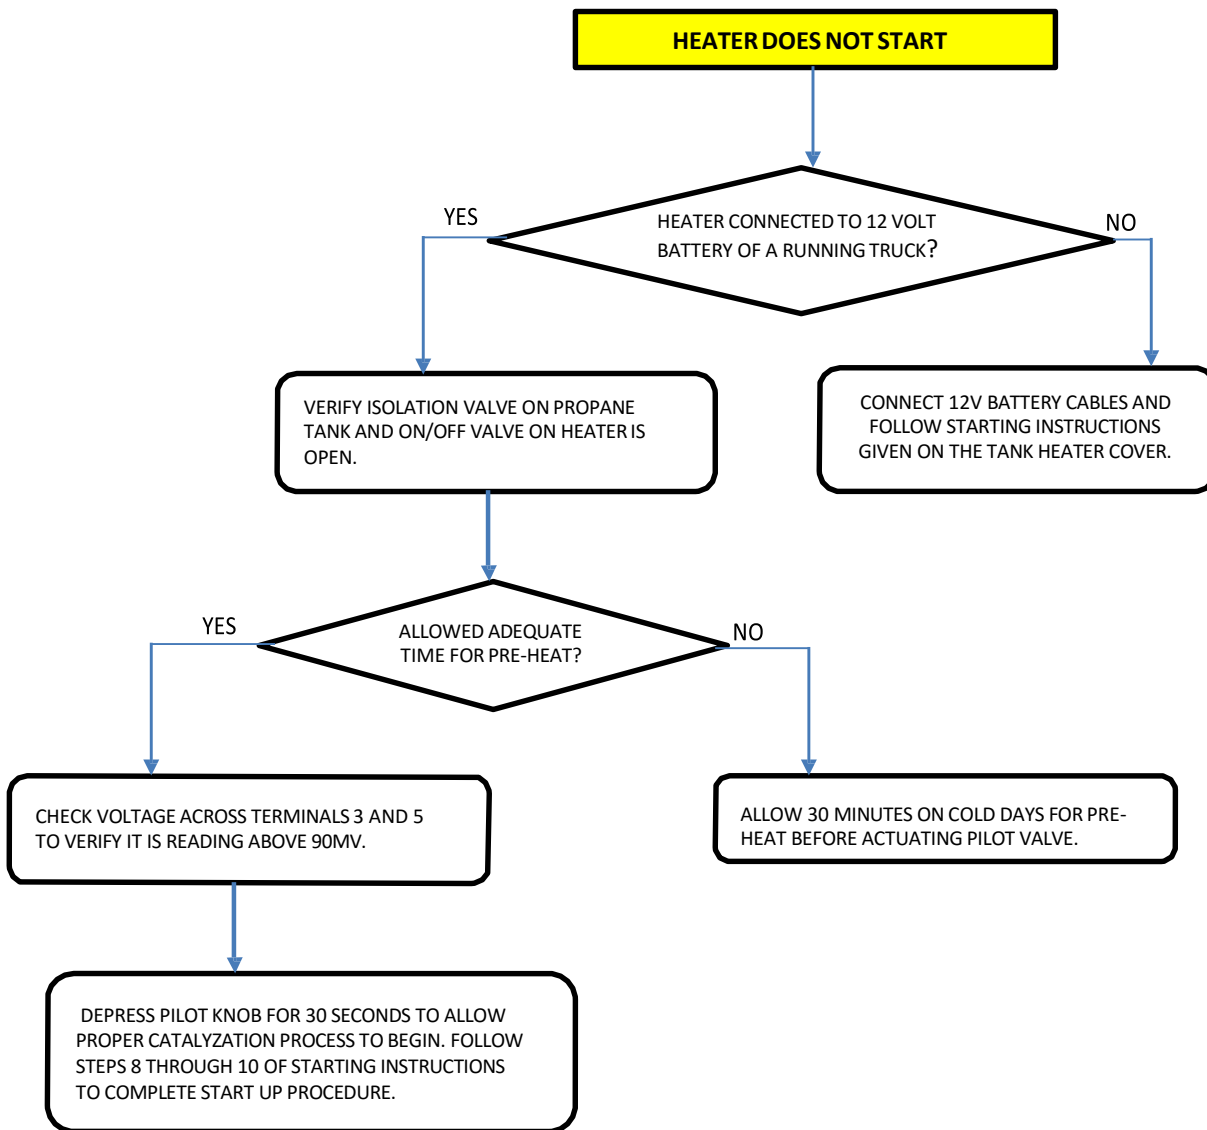 HEATER DOES NOT START
YES
HEATER CONNECTED TO 12 VOLT
BATTERY OF A RUNNING TRUCK?
NO
VERIFY ISOLATION VALVE ON PROPANE
TANK AND ON/OFF VALVE ON HEATER IS
OPEN.
CONNECT 12V BATTERY CABLES AND
FOLLOW STARTING INSTRUCTIONS
GIVEN ON THE TANK HEATER COVER.
YES
ALLOWED ADEQUATE
TIME FOR PRE-HEAT?
NO
CHECK VOLTAGE ACROSS TERMINALS 3 AND 5
TO VERIFY IT IS READING ABOVE 90MV.
ALLOW 30 MINUTES ON COLD DAYS FOR PRE-
HEAT BEFORE ACTUATING PILOT VALVE.
DEPRESS PILOT KNOB FOR 30 SECONDS TO ALLOW
PROPER CATALYZATION PROCESS TO BEGIN. FOLLOW
STEPS 8 THROUGH 10 OF STARTING INSTRUCTIONS
TO COMPLETE START UP PROCEDURE.